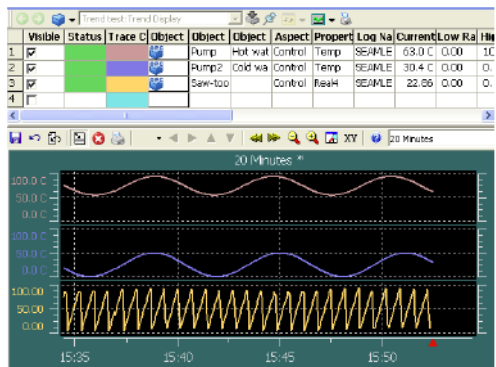 Trend test: Trend Display
Visible Status Trace C Object Object Object Aspect Propert Log Na Current Low Ra Hi
1 Pump Hot wat Control Temp SEAMLE 63.0 C 0.00 10
2 Pump2 Cold wa Control Temp SEAMLE 30.4 C 0.00 0.
3 Saw-too Control Real4 SEAMLE 22.86 0.00 0.
4
XY 20 Minutes
20 Minutes *
100.0 C
50.0 C
0.0 C
100.0 C
50.0 C
0.0 C
100.00
50.00
0.00
15:35 15:40 15:45 15:50